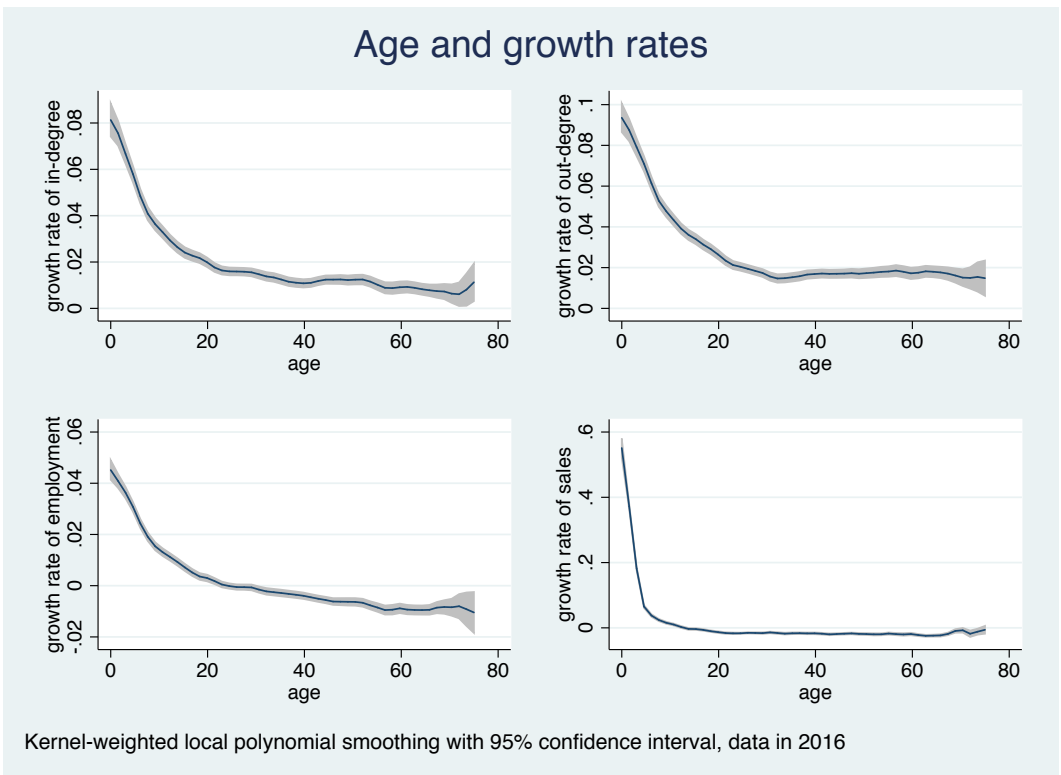 Age and growth rates
growth rate of in-degree
.08
.06
.04
.02
0
0 20 40 60 80
age
growth rate of out-degree
.1
.08
.06
.04
.02
0
0 20 40 60 80
age
growth rate of employment
.06
.04
.02
0
-.02
0 20 40 60 80
age
growth rate of sales
.6
.4
.2
0
0 20 40 60 80
age
Kernel-weighted local polynomial smoothing with 95% confidence interval, data in 2016